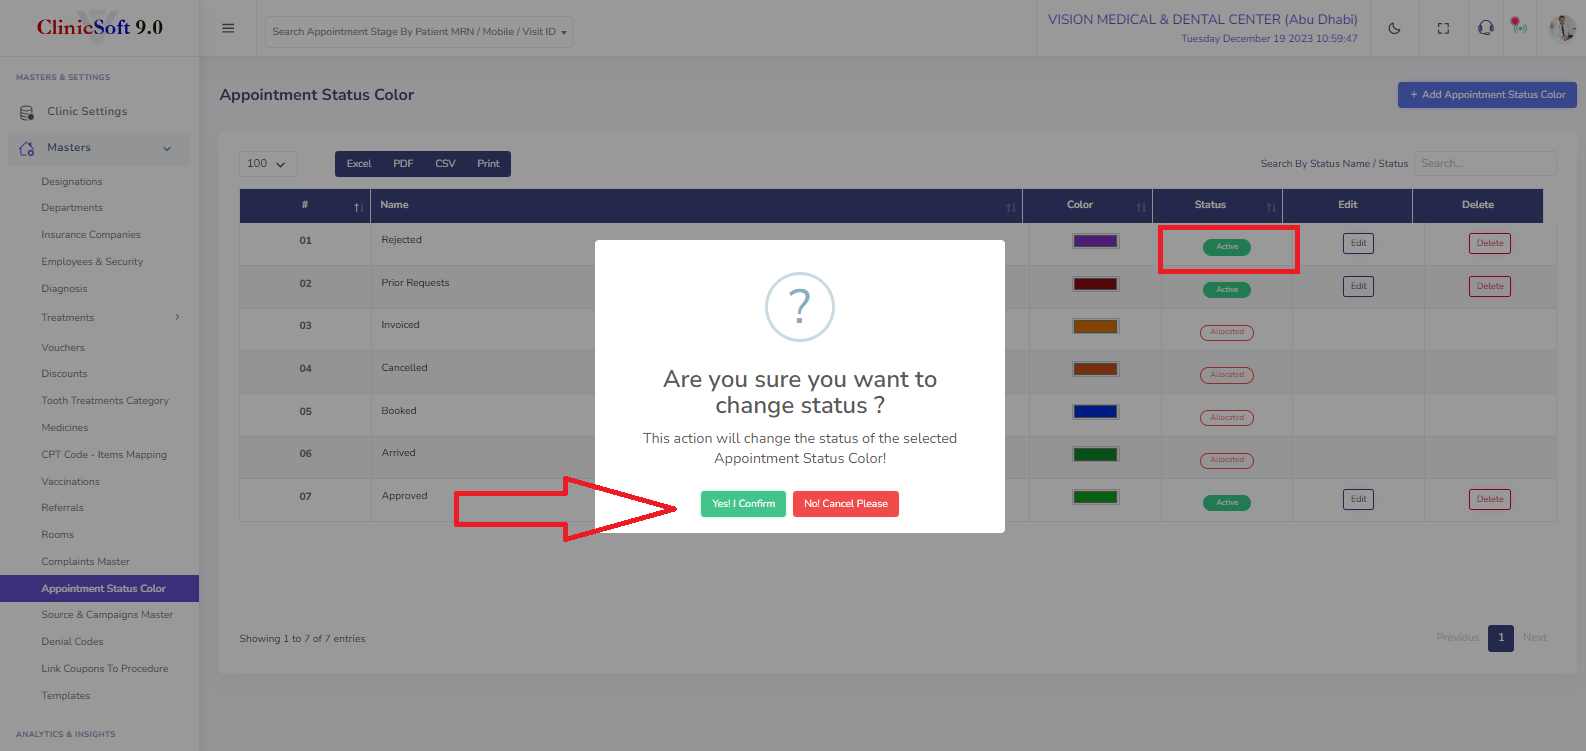 ClinicSoft 9.0
Search Appointment Stage By Patient MRN / Mobile / Visit ID
VISION MEDICAL & DENTAL CENTER (Abu Dhabi)
Tuesday December 19 2023 10:59:47
MASTERS & SETTINGS
Clinic Settings
Masters
Designations
Departments
Insurance Companies
Employees & Security
Diagnosis
Treatments
Vouchers
Discounts
Tooth Treatments Category
Medicines
CPT Code - Items Mapping
Vaccinations
Referrals
Rooms
Complaints Master
Appointment Status Color
Source & Campaigns Master
Denial Codes
Link Coupons To Procedure
Templates
ANALYTICS & INSIGHTS
Appointment Status Color
+ Add Appointment Status Color
100
Excel PDF CSV Print
Search By Status Name / Status Search...
# Name Color Status Edit Delete
01 Rejected Active Edit Delete
02 Prior Requests Active Edit Delete
03 Invoiced Allocated
04 Cancelled Allocated
05 Booked Allocated
06 Arrived Allocated
07 Approved Active Edit Delete
?
Are you sure you want to
change status ?
This action will change the status of the selected
Appointment Status Color!
Yes! I Confirm No! Cancel Please
Showing 1 to 7 of 7 entries
Previous 1 Next